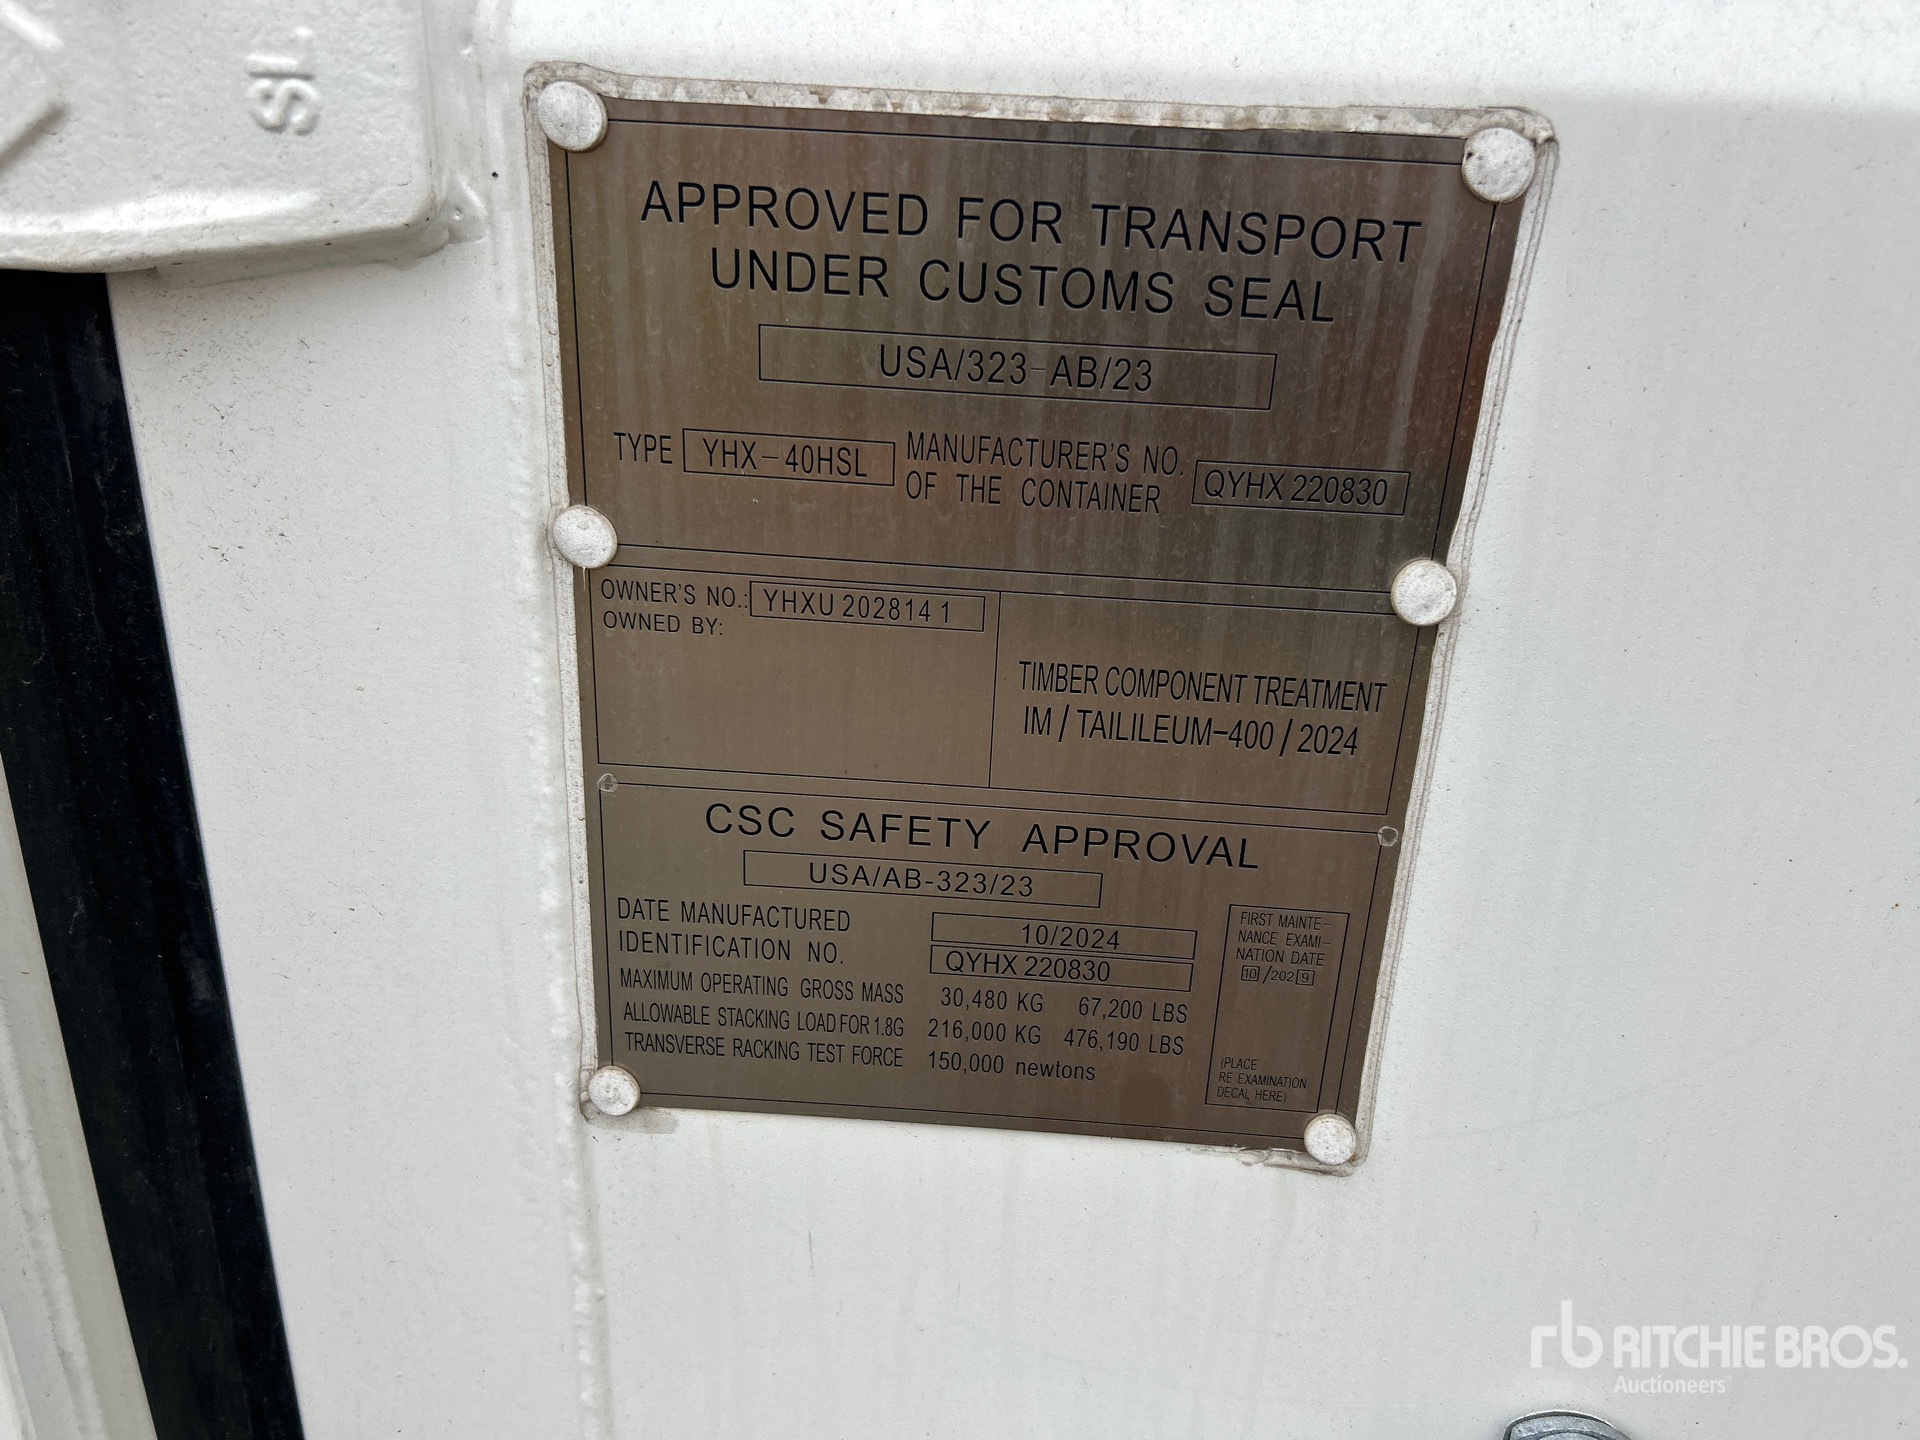 SL
APPROVED FOR TRANSPORT
UNDER CUSTOMS SEAL
USA/323-AB/23
TYPE YHX-40HSL MANUFACTURER'S NO. OF THE CONTAINER QYHX 220830
OWNER'S NO.: YHXU 202814 1
OWNED BY:
TIMBER COMPONENT TREATMENT
IM / TAILILEUM-400 / 2024
CSC SAFETY APPROVAL
USA/AB-323/23
DATE MANUFACTURED 10/2024
IDENTIFICATION NO. QYHX 220830
MAXIMUM OPERATING GROSS MASS 30,480 KG 67,200 LBS
ALLOWABLE STACKING LOAD FOR 1.8G 216,000 KG 476,190 LBS
TRANSVERSE RACKING TEST FORCE 150,000 newtons
FIRST MAINTE-
NANCE EXAMI-
NATION DATE
10/2029
(PLACE
RE EXAMINATION
DECAL HERE)
rb RITCHIE BROS.
Auctioneers